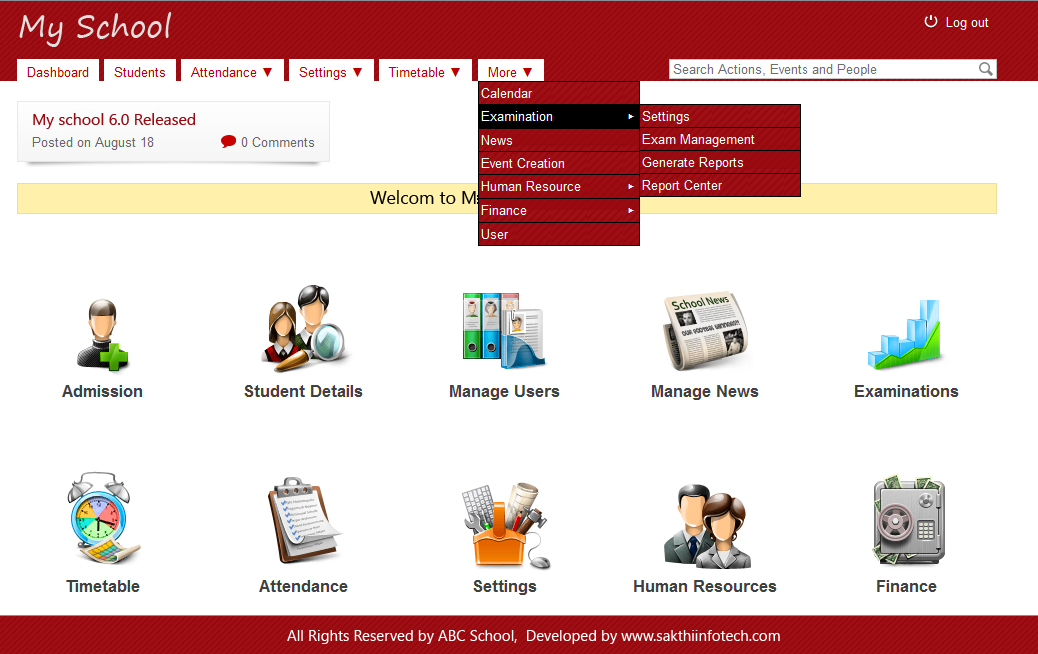 My School
Log out
Dashboard Students Attendance ▼ Settings ▼ Timetable ▼ More ▼
Search Actions, Events and People
Calendar
Examination
News
Event Creation
Human Resource
Finance
User
Settings
Exam Management
Generate Reports
Report Center
My school 6.0 Released
Posted on August 18
0 Comments
Welcom to M
School News
OUR FOOTBALL WINNING!!!
Admission Student Details Manage Users Manage News Examinations
Timetable Attendance Settings Human Resources Finance
All Rights Reserved by ABC School, Developed by www.sakthiinfotech.com